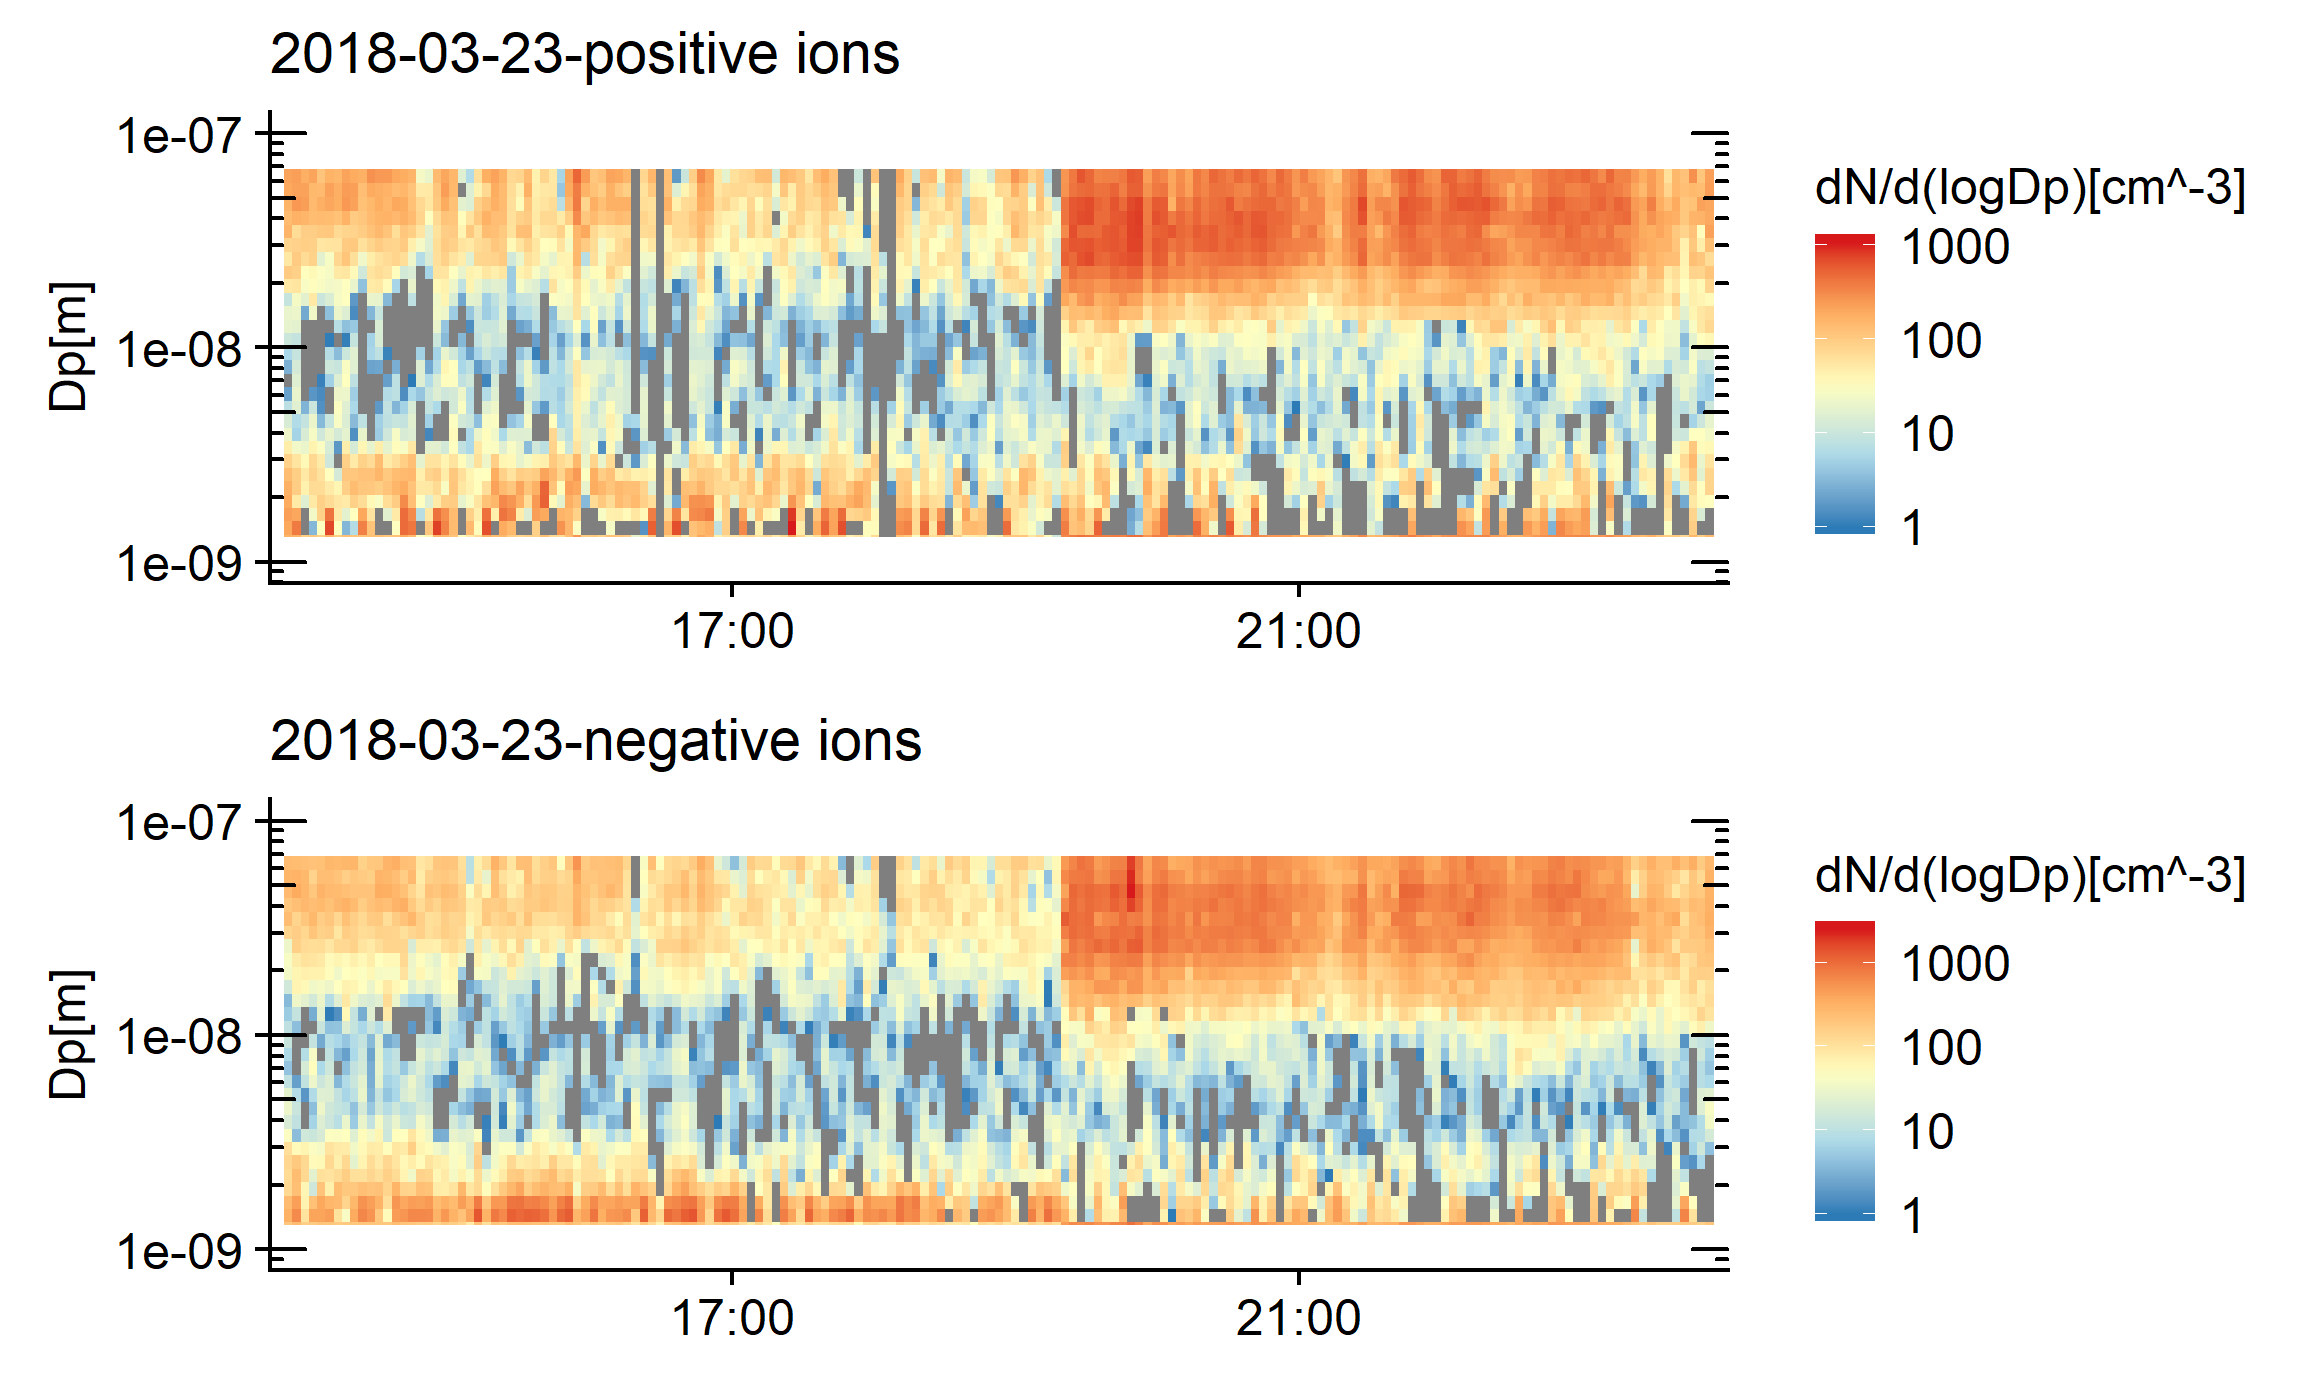 2018-03-23-positive ions
1e-07
1e-08
1e-09
Dp[m]
17:00
21:00
dN/d(logDp)[cm^-3]
1000
100
10
1
2018-03-23-negative ions
1e-07
1e-08
1e-09
Dp[m]
17:00
21:00
dN/d(logDp)[cm^-3]
1000
100
10
1